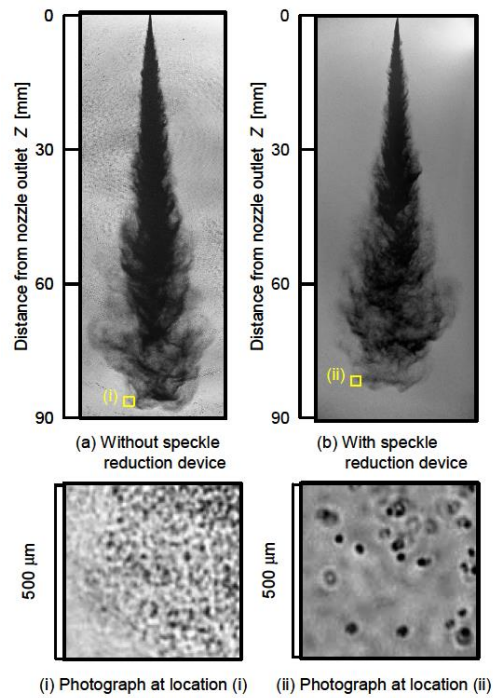 0
30
60
90
Distance from nozzle outlet Z [mm]
(i)
(a) Without speckle
reduction device
0
30
60
90
Distance from nozzle outlet Z [mm]
(ii)
(b) With speckle
reduction device
500 μm
(i) Photograph at location (i)
500 μm
(ii) Photograph at location (ii)